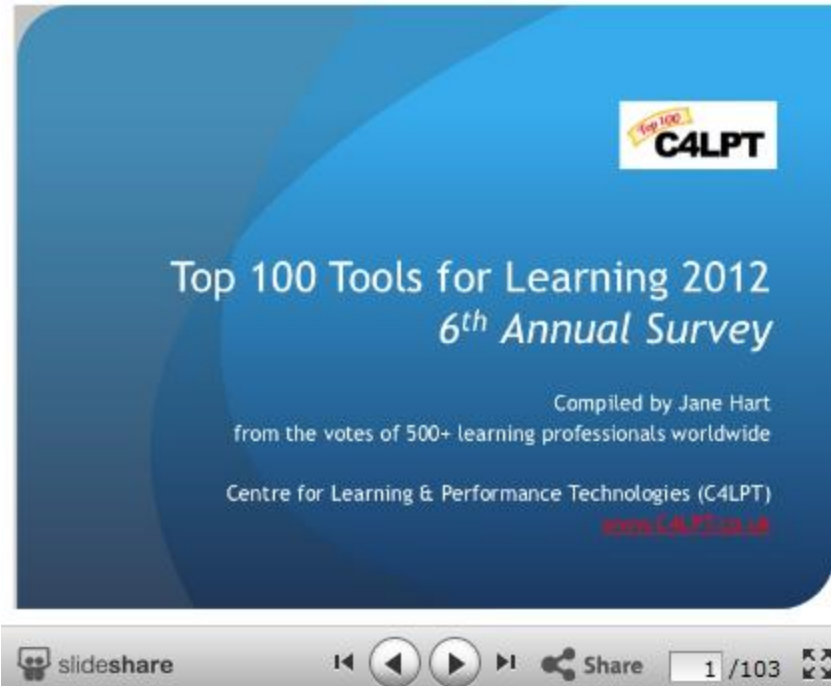 Top 100
C4LPT
Top 100 Tools for Learning 2012
6th Annual Survey
Compiled by Jane Hart
from the votes of 500+ learning professionals worldwide
Centre for Learning & Performance Technologies (C4LPT)
www.C4LPT.co.uk
slideshare
Share
1 /103